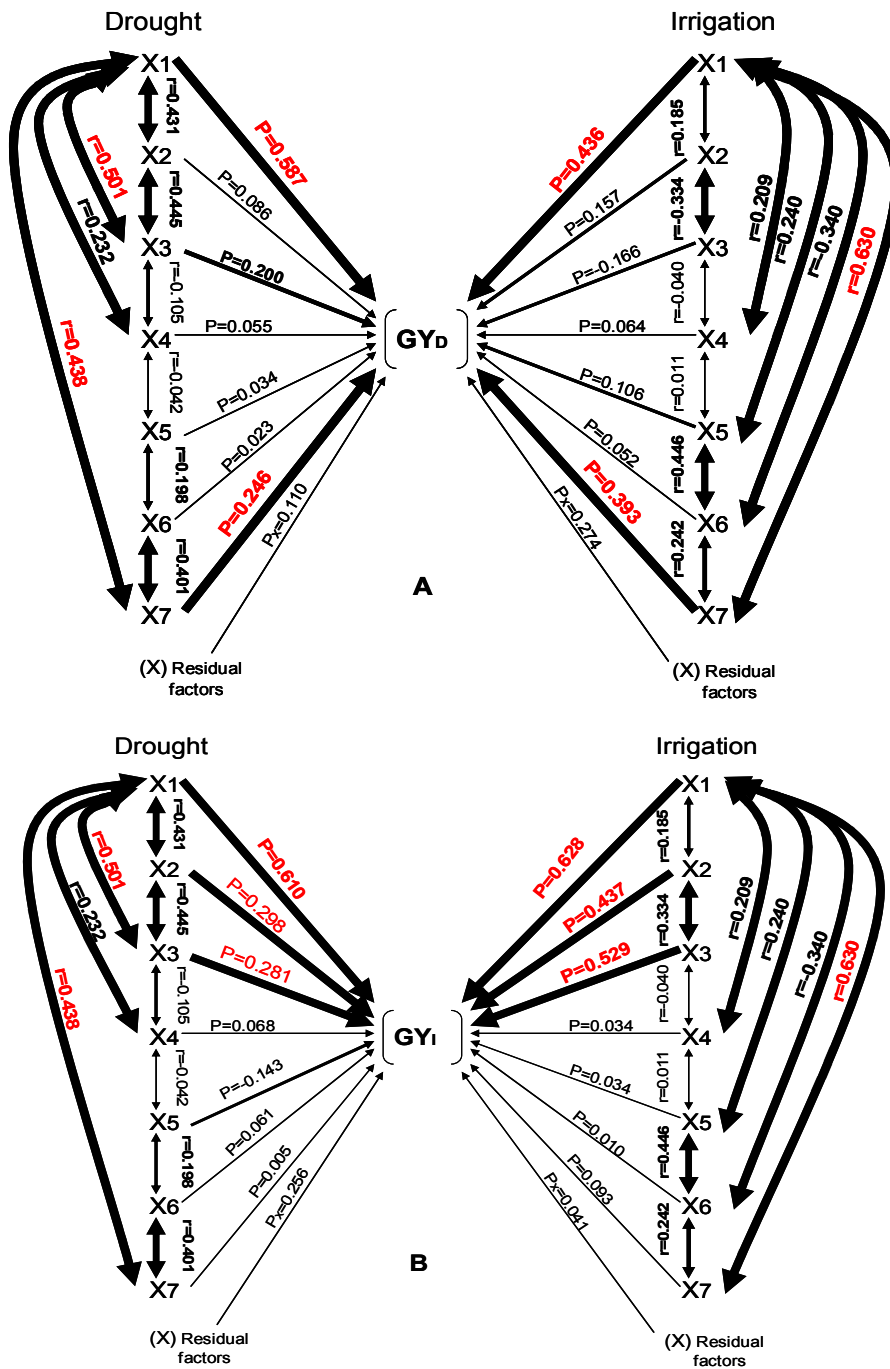 Drought
Irrigation
X1
r=0.431
X2
r=0.445
X3
r=-0.105
X4
r=-0.042
X5
r=0.198
X6
r=0.401
X7
r=0.501
r=0.232
r=0.438
P=0.587
P=0.086
P=0.200
P=0.055
P=0.034
P=0.023
P=0.246
Px=0.110
(X) Residual
factors
GYD
X1
r=0.185
X2
r=-0.334
X3
r=-0.040
X4
r=0.011
X5
r=0.446
X6
r=0.242
X7
r=0.209
r=0.240
r=-0.340
r=0.630
P=0.436
P=0.157
P=-0.166
P=0.064
P=0.106
P=0.052
P=0.393
Px=0.274
(X) Residual
factors
A
Drought
Irrigation
X1
r=0.431
X2
r=0.445
X3
r=-0.105
X4
r=-0.042
X5
r=0.198
X6
r=0.401
X7
r=0.501
r=0.232
r=0.438
P=0.610
P=0.298
P=0.281
P=0.068
P=-0.143
P=0.061
P=0.005
Px=0.256
(X) Residual
factors
GYI
X1
r=0.185
X2
r=0.334
X3
r=-0.040
X4
r=0.011
X5
r=0.446
X6
r=0.242
X7
r=0.209
r=0.240
r=-0.340
r=0.630
P=0.628
P=0.437
P=0.529
P=0.034
P=0.034
P=0.010
P=0.093
Px=0.041
(X) Residual
factors
B